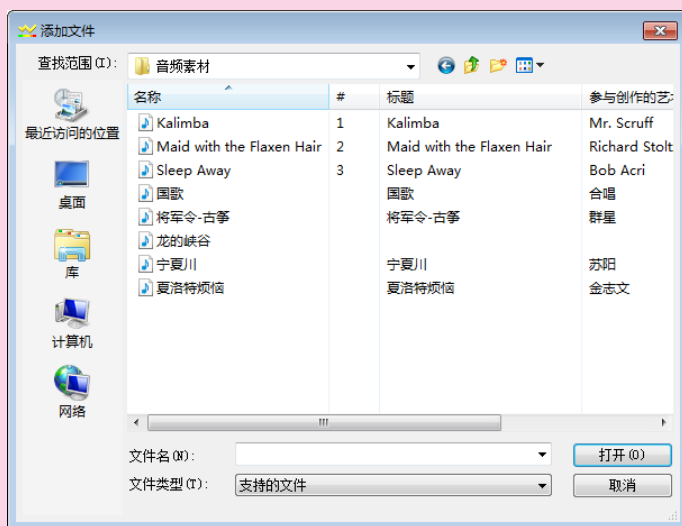 添加文件
查找范围(I): 音频素材
名称 # 标题 参与创作的艺
Kalimba 1 Kalimba Mr. Scruff
Maid with the Flaxen Hair 2 Maid with the Flaxen Hair Richard Stolt
Sleep Away 3 Sleep Away Bob Acri
国歌 国歌 合唱
将军令-古筝 将军令-古筝 群星
龙的峡谷
宁夏川 宁夏川 苏阳
夏洛特烦恼 夏洛特烦恼 金志文
最近访问的位置
桌面
库
计算机
网络
文件名(N): 打开(O)
文件类型(T): 支持的文件 取消